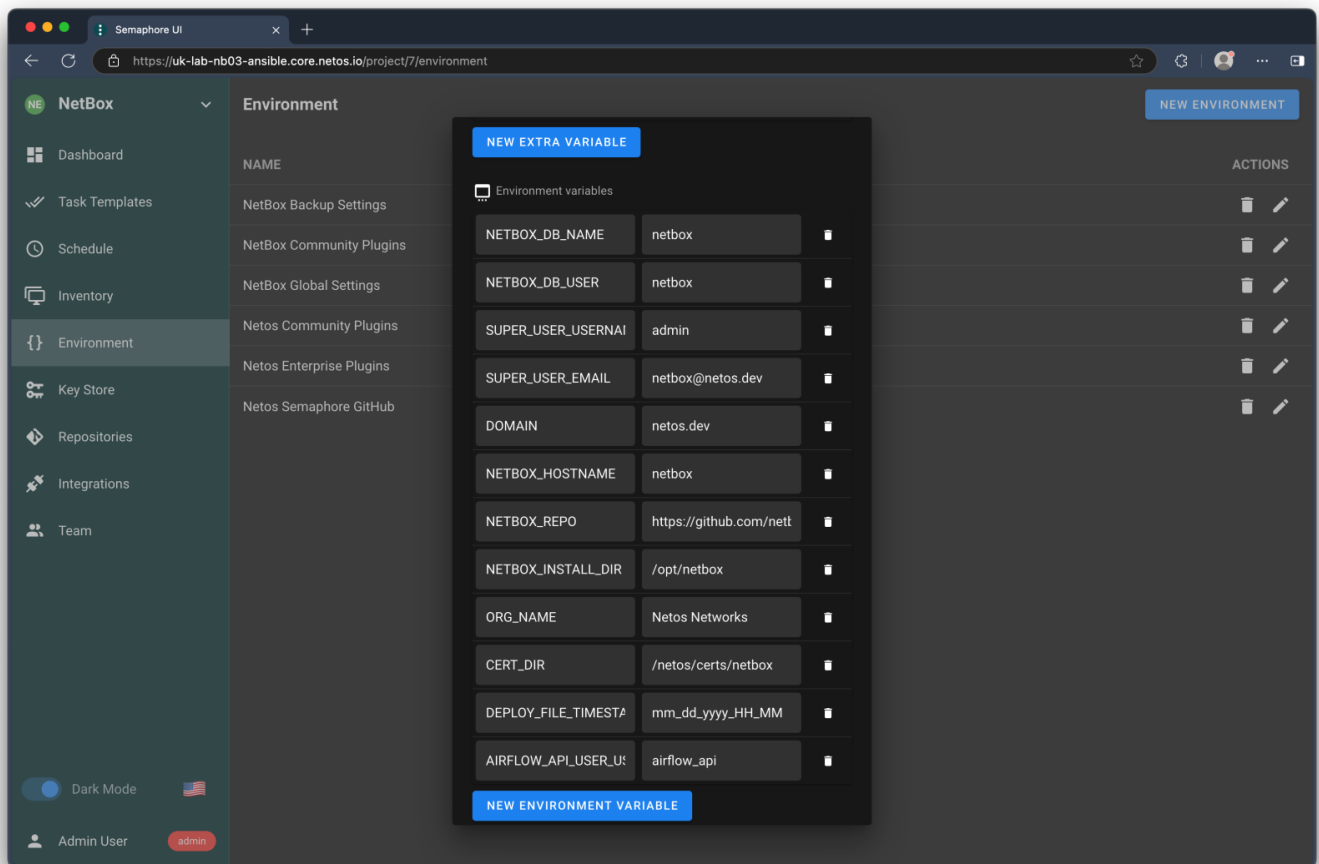 Semaphore UI
https://uk-lab-nb03-ansible.core.netos.io/project/7/environment
NE NetBox
Dashboard
Task Templates
Schedule
Inventory
{} Environment
Key Store
Repositories
Integrations
Team
Dark Mode
Admin User admin
Environment
NEW ENVIRONMENT
NAME ACTIONS
NetBox Backup Settings
NetBox Community Plugins
NetBox Global Settings
Netos Community Plugins
Netos Enterprise Plugins
Netos Semaphore GitHub
NEW EXTRA VARIABLE
Environment variables
NETBOX_DB_NAME netbox
NETBOX_DB_USER netbox
SUPER_USER_USERNA admin
SUPER_USER_EMAIL netbox@netos.dev
DOMAIN netos.dev
NETBOX_HOSTNAME netbox
NETBOX_REPO https://github.com/netb
NETBOX_INSTALL_DIR /opt/netbox
ORG_NAME Netos Networks
CERT_DIR /netos/certs/netbox
DEPLOY_FILE_TIMESTA mm_dd_yyyy_HH_MM
AIRFLOW_API_USER_US airflow_api
NEW ENVIRONMENT VARIABLE